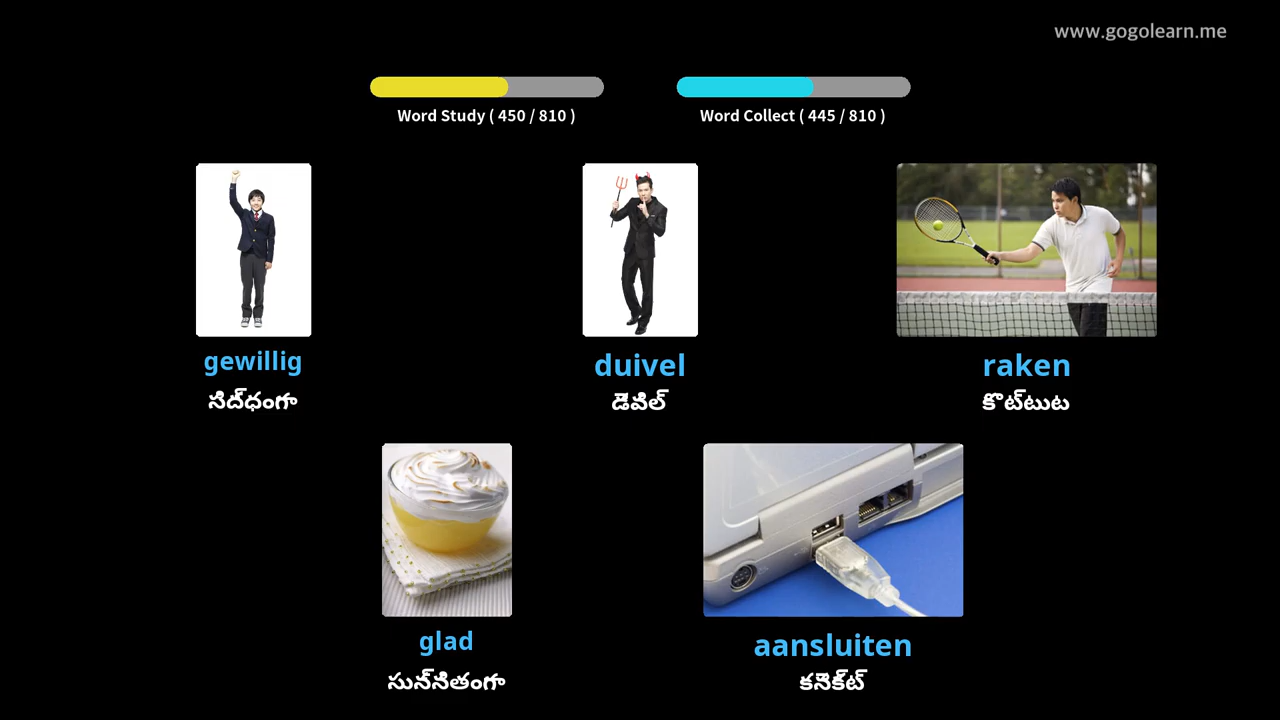 www.gogolearn.me
Word Study ( 450 / 810 )
Word Collect ( 445 / 810 )
gewillig
సిద్‌ధంగా
duivel
డెవిల్
raken
కొట్‌టుట
glad
సున్‌నితంగా
aansluiten
కనెక్‌ట్